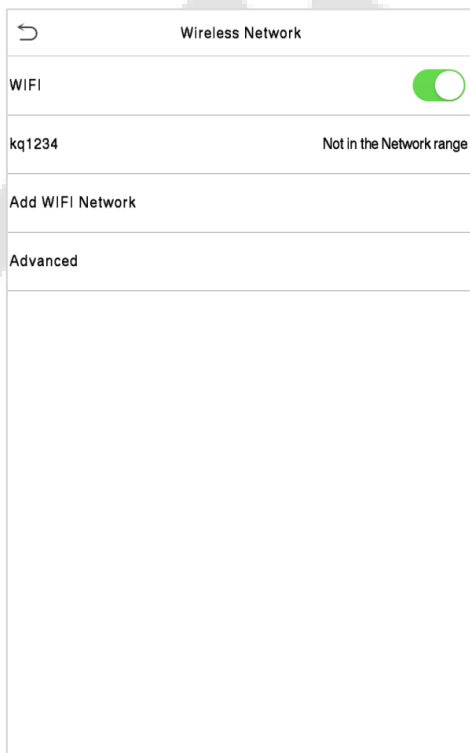 Wireless Network
WIFI
kq1234 Not in the Network range
Add WIFI Network
Advanced